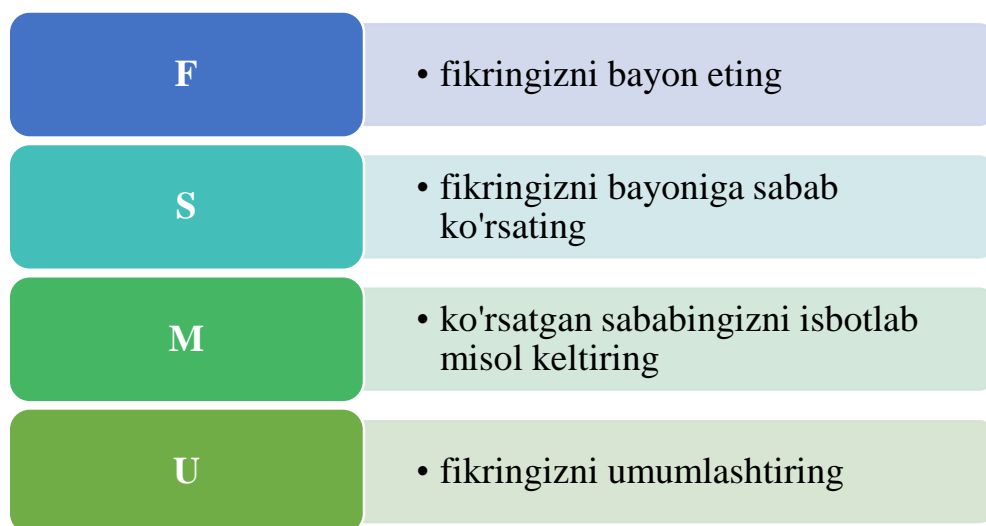 F
• fikringizni bayon eting
S
• fikringizni bayoniga sabab
ko'rsating
M
• ko'rsatgan sababingizni isbotlab
misol keltiring
U
• fikringizni umumlashtiring